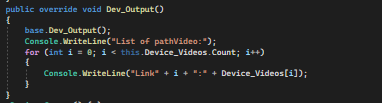 public override void Dev_Output()
{
base.Dev_Output();
Console.WriteLine("List of pathVideo:");
for (int i = 0; i < this.Device_Videos.Count; i++)
{
Console.WriteLine("Link" + i + ":" + Device_Videos[i]);
}
}